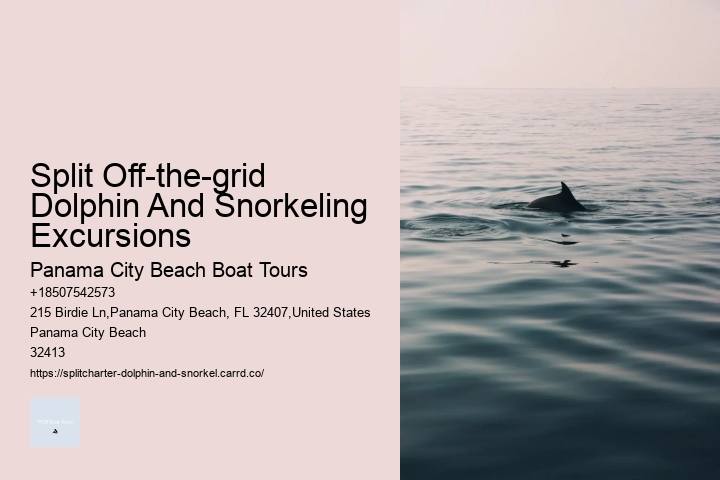 Split Off-the-grid
Dolphin And Snorkeling
Excursions
Panama City Beach Boat Tours
+18507542573
215 Birdie Ln,Panama City Beach, FL 32407,United States
Panama City Beach
32413
https://splitcharter-dolphin-and-snorkel.carrd.co/